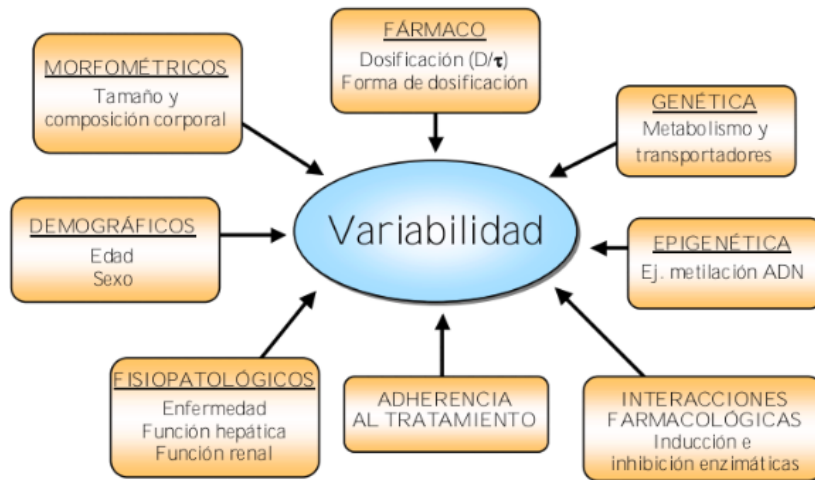 FÁRMACO
Dosificación (D/τ)
Forma de dosificación
MORFOMÉTRICOS
Tamaño y
composición corporal
GENÉTICA
Metabolismo y
transportadores
Variabilidad
DEMOGRÁFICOS
Edad
Sexo
EPIGENÉTICA
Ej. metilación ADN
FISIOPATOLÓGICOS
Enfermedad
Función hepática
Función renal
ADHERENCIA
AL TRATAMIENTO
INTERACCIONES
FARMACOLÓGICAS
Inducción e
inhibición enzimáticas